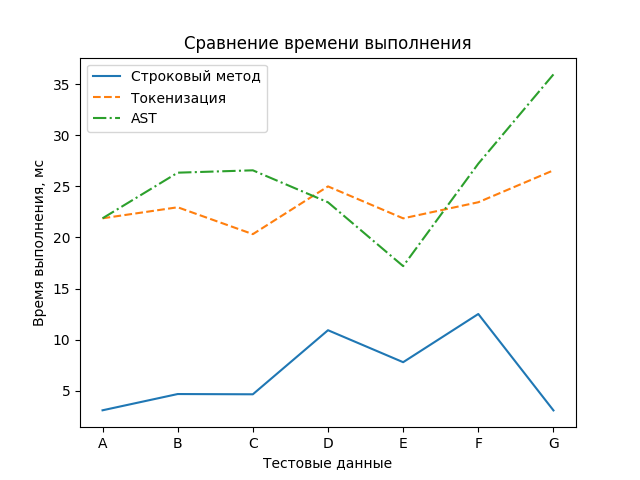 Сравнение времени выполнения
Строковый метод
Токенизация
AST
Время выполнения, мс
35
30
25
20
15
10
5
A B C D E F G
Тестовые данные